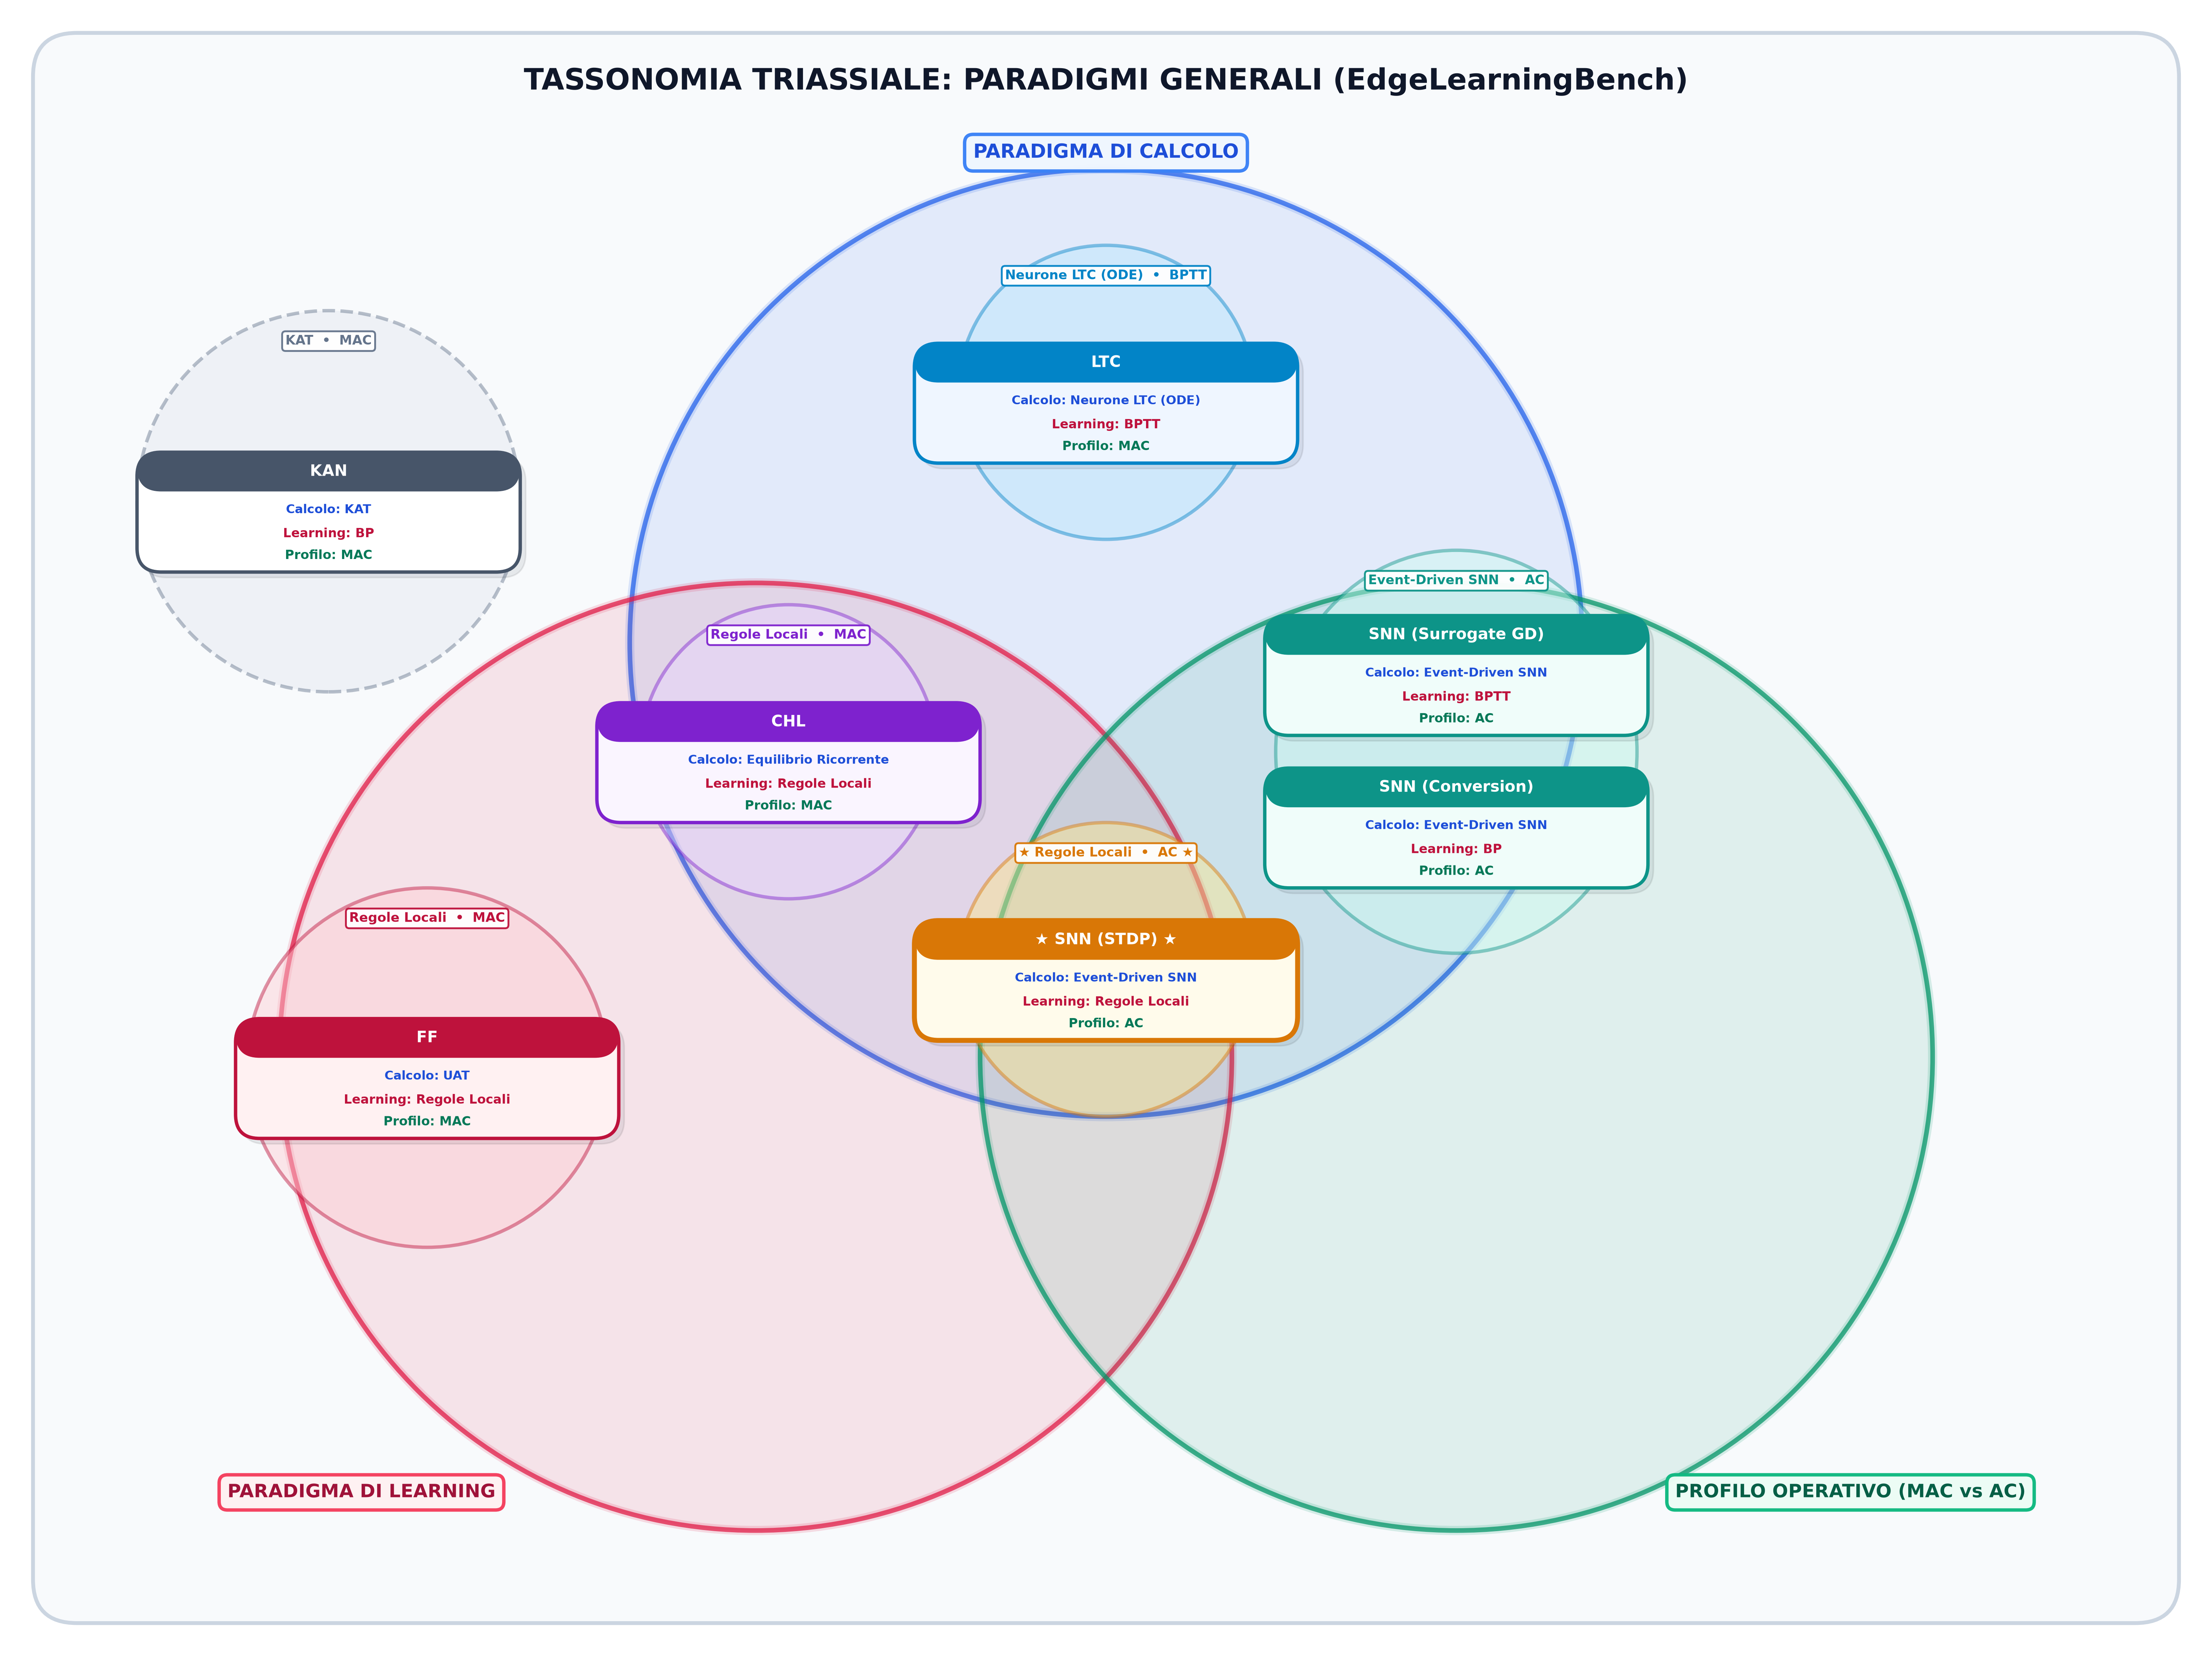 TASSONOMIA TRIASSIALE: PARADIGMI GENERALI (EdgeLearningBench)
PARADIGMA DI CALCOLO
Neurone LTC (ODE) • BPTT
LTC
Calcolo: Neurone LTC (ODE)
Learning: BPTT
Profilo: MAC
KAT • MAC
KAN
Calcolo: KAT
Learning: BP
Profilo: MAC
Event-Driven SNN • AC
SNN (Surrogate GD)
Calcolo: Event-Driven SNN
Learning: BPTT
Profilo: AC
SNN (Conversion)
Calcolo: Event-Driven SNN
Learning: BP
Profilo: AC
Regole Locali • MAC
CHL
Calcolo: Equilibrio Ricorrente
Learning: Regole Locali
Profilo: MAC
★ Regole Locali • AC ★
★ SNN (STDP) ★
Calcolo: Event-Driven SNN
Learning: Regole Locali
Profilo: AC
Regole Locali • MAC
FF
Calcolo: UAT
Learning: Regole Locali
Profilo: MAC
PARADIGMA DI LEARNING
PROFILO OPERATIVO (MAC vs AC)